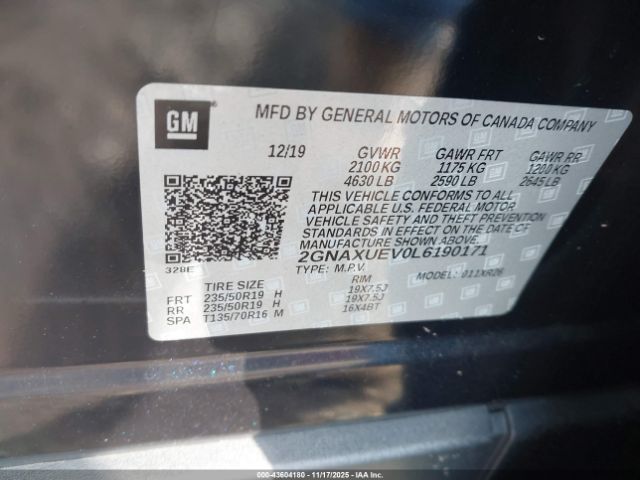 GM
MFD BY GENERAL MOTORS OF CANADA COMPANY
12/19 GVWR GAWR FRT GAWR RR
2100 KG 1175 KG 1200 KG
4630 LB 2590 LB 2645 LB
THIS VEHICLE CONFORMS TO ALL
APPLICABLE U.S. FEDERAL MOTOR
VEHICLE SAFETY AND THEFT PREVENTION
STANDARDS IN EFFECT ON THE DATE OF
MANUFACTURE SHOWN ABOVE.
2GNAXUEV0L6190171
328E
TYPE: M.P.V. MODEL: 011XR26
TIRE SIZE RIM
FRT 235/50R19 H 19X7.5J
RR 235/50R19 H 19X7.5J
SPA T135/70R16 M 16X4BT
000-43604180 | 11/17/2025 | IAAI.COM